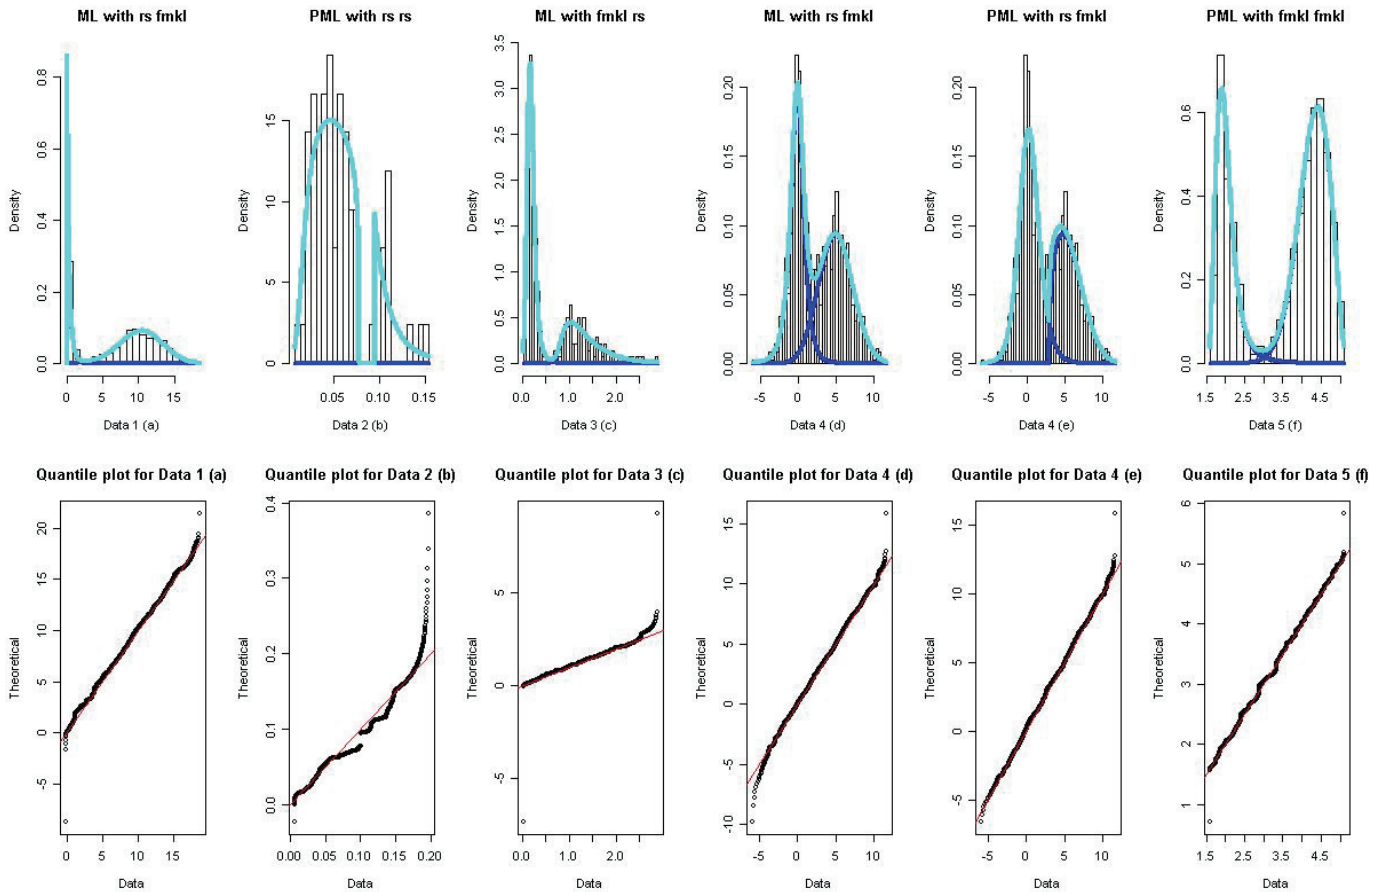 ML with rs fmkl
PML with rs rs
ML with fmkl rs
ML with rs fmkl
PML with rs fmkl
PML with fmkl fmkl
Density
0.0 0.2 0.4 0.6 0.8
0 5 10 15
Data 1 (a)
Density
0 5 10 15
0.05 0.10 0.15
Data 2 (b)
Density
0.0 0.5 1.0 1.5 2.0 2.5 3.0 3.5
0.0 1.0 2.0
Data 3 (c)
Density
0.00 0.05 0.10 0.15 0.20
-5 0 5 10
Data 4 (d)
Density
0.00 0.05 0.10 0.15 0.20
-5 0 5 10
Data 4 (e)
Density
0.0 0.2 0.4 0.6
1.5 2.5 3.5 4.5
Data 5 (f)
Quantile plot for Data 1 (a)
Quantile plot for Data 2 (b)
Quantile plot for Data 3 (c)
Quantile plot for Data 4 (d)
Quantile plot for Data 4 (e)
Quantile plot for Data 5 (f)
Theoretical
-5 0 5 10 15 20
0 5 10 15
Data
Theoretical
0.0 0.1 0.2 0.3 0.4
0.00 0.05 0.10 0.15 0.20
Data
Theoretical
-5 0 5
0.0 1.0 2.0
Data
Theoretical
-10 -5 0 5 10 15
-5 0 5 10
Data
Theoretical
-5 0 5 10 15
-5 0 5 10
Data
Theoretical
1 2 3 4 5 6
1.5 2.5 3.5 4.5
Data